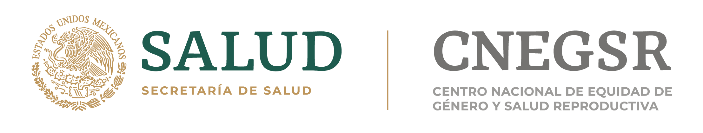 ESTADOS UNIDOS MEXICANOS
SALUD
SECRETARÍA DE SALUD
CNEGSR
CENTRO NACIONAL DE EQUIDAD DE
GÉNERO Y SALUD REPRODUCTIVA